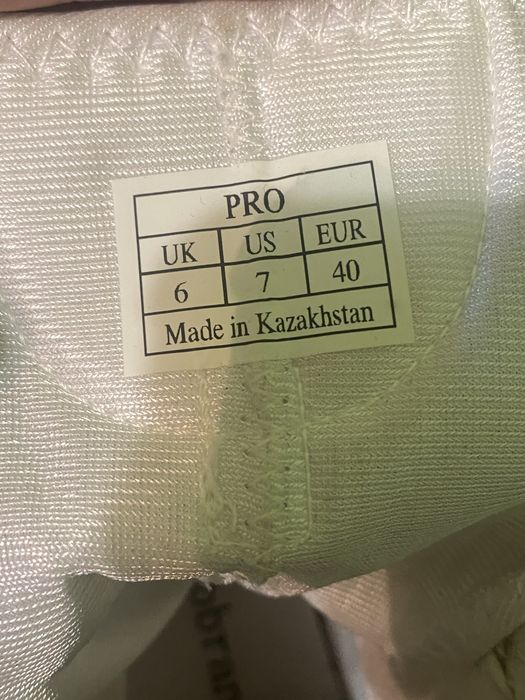 PRO
UK US EUR
6 7 40
Made in Kazakhstan